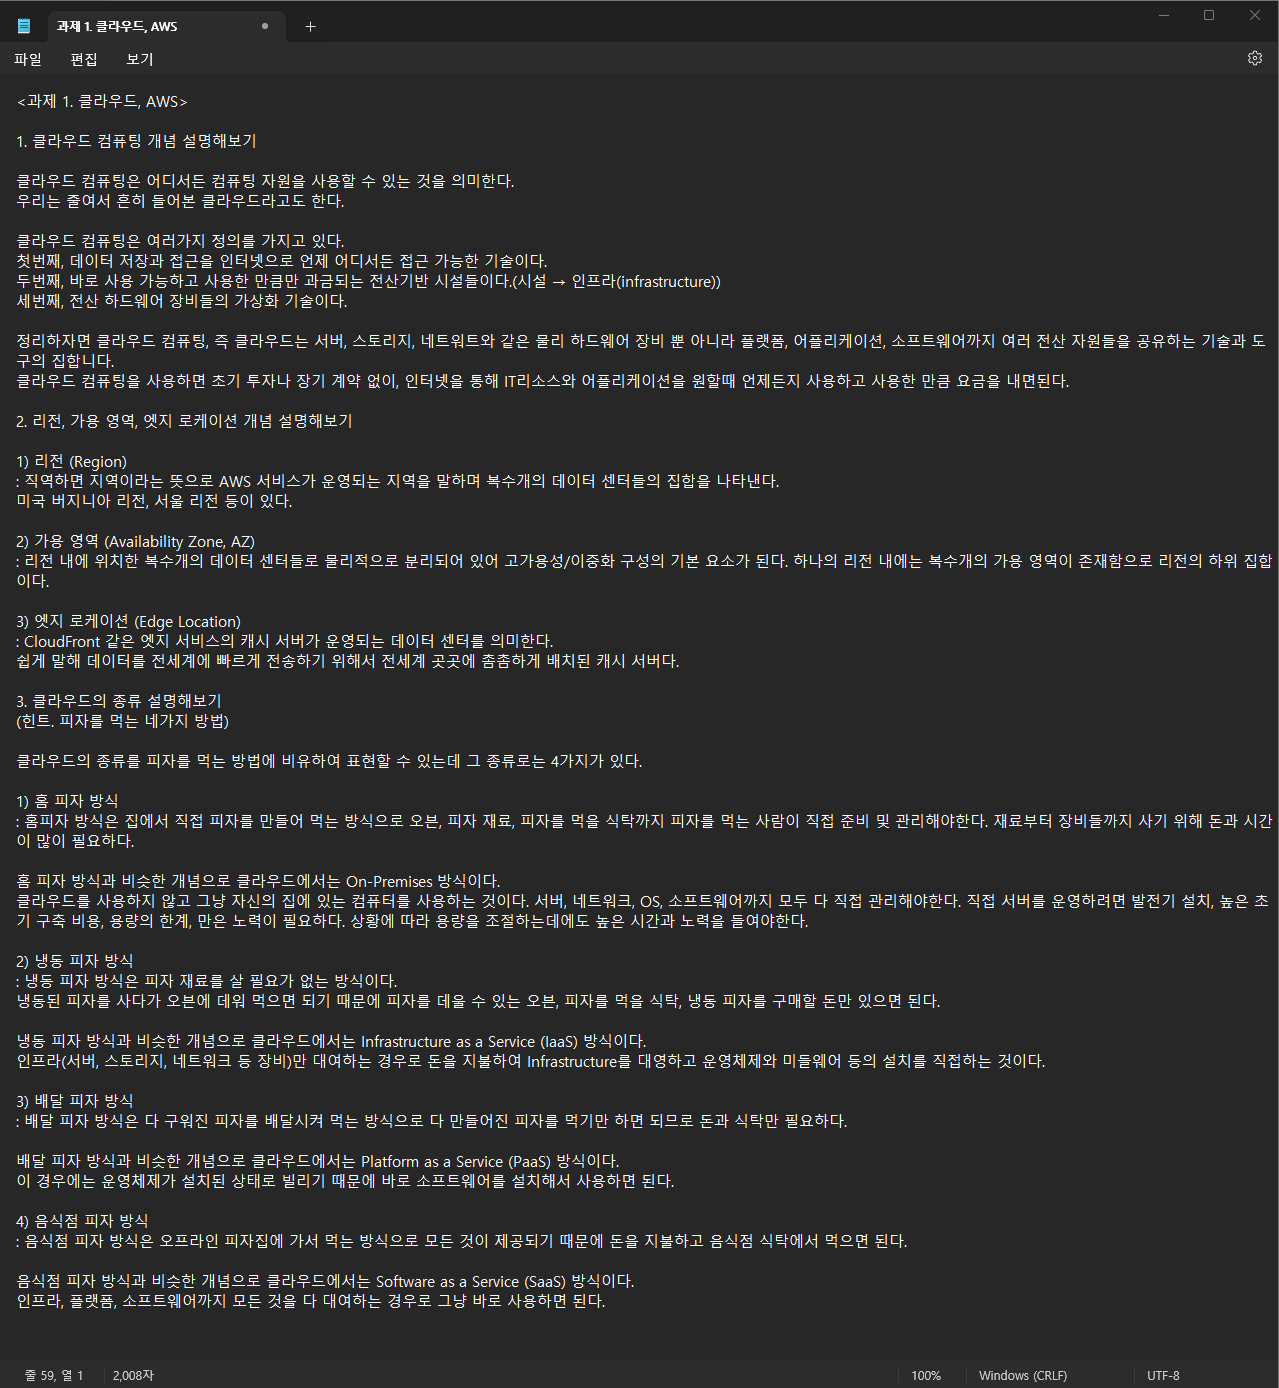 과제 1. 클라우드, AWS
파일 편집 보기
<과제 1. 클라우드, AWS>
1. 클라우드 컴퓨팅 개념 설명해보기
클라우드 컴퓨팅은 어디서든 컴퓨팅 자원을 사용할 수 있는 것을 의미한다.
우리는 줄여서 흔히 들어본 클라우드라고도 한다.
클라우드 컴퓨팅은 여러가지 정의를 가지고 있다.
첫번째, 데이터 저장과 접근을 인터넷으로 언제 어디서든 접근 가능한 기술이다.
두번째, 바로 사용 가능하고 사용한 만큼만 과금되는 전산기반 시설들이다.(시설 → 인프라(infrastructure))
세번째, 전산 하드웨어 장비들의 가상화 기술이다.
정리하자면 클라우드 컴퓨팅, 즉 클라우드는 서버, 스토리지, 네트워트와 같은 물리 하드웨어 장비 뿐 아니라 플랫폼, 어플리케이션, 소프트웨어까지 여러 전산 자원들을 공유하는 기술과 도
구의 집합니다.
클라우드 컴퓨팅을 사용하면 초기 투자나 장기 계약 없이, 인터넷을 통해 IT리소스와 어플리케이션을 원할때 언제든지 사용하고 사용한 만큼 요금을 내면된다.
2. 리전, 가용 영역, 엣지 로케이션 개념 설명해보기
1) 리전 (Region)
: 직역하면 지역이라는 뜻으로 AWS 서비스가 운영되는 지역을 말하며 복수개의 데이터 센터들의 집합을 나타낸다.
미국 버지니아 리전, 서울 리전 등이 있다.
2) 가용 영역 (Availability Zone, AZ)
: 리전 내에 위치한 복수개의 데이터 센터들로 물리적으로 분리되어 있어 고가용성/이중화 구성의 기본 요소가 된다. 하나의 리전 내에는 복수개의 가용 영역이 존재함으로 리전의 하위 집합
이다.
3) 엣지 로케이션 (Edge Location)
: CloudFront 같은 엣지 서비스의 캐시 서버가 운영되는 데이터 센터를 의미한다.
쉽게 말해 데이터를 전세계에 빠르게 전송하기 위해서 전세계 곳곳에 촘촘하게 배치된 캐시 서버다.
3. 클라우드의 종류 설명해보기
(힌트. 피자를 먹는 네가지 방법)
클라우드의 종류를 피자를 먹는 방법에 비유하여 표현할 수 있는데 그 종류로는 4가지가 있다.
1) 홈 피자 방식
: 홈피자 방식은 집에서 직접 피자를 만들어 먹는 방식으로 오븐, 피자 재료, 피자를 먹을 식탁까지 피자를 먹는 사람이 직접 준비 및 관리해야한다. 재료부터 장비들까지 사기 위해 돈과 시간
이 많이 필요하다.
홈 피자 방식과 비슷한 개념으로 클라우드에서는 On-Premises 방식이다.
클라우드를 사용하지 않고 그냥 자신의 집에 있는 컴퓨터를 사용하는 것이다. 서버, 네트워크, OS, 소프트웨어까지 모두 다 직접 관리해야한다. 직접 서버를 운영하려면 발전기 설치, 높은 초
기 구축 비용, 용량의 한계, 만은 노력이 필요하다. 상황에 따라 용량을 조절하는데에도 높은 시간과 노력을 들여야한다.
2) 냉동 피자 방식
: 냉동 피자 방식은 피자 재료를 살 필요가 없는 방식이다.
냉동된 피자를 사다가 오븐에 데워 먹으면 되기 때문에 피자를 데울 수 있는 오븐, 피자를 먹을 식탁, 냉동 피자를 구매할 돈만 있으면 된다.
냉동 피자 방식과 비슷한 개념으로 클라우드에서는 Infrastructure as a Service (IaaS) 방식이다.
인프라(서버, 스토리지, 네트워크 등 장비)만 대여하는 경우로 돈을 지불하여 Infrastructure를 대영하고 운영체제와 미들웨어 등의 설치를 직접하는 것이다.
3) 배달 피자 방식
: 배달 피자 방식은 다 구워진 피자를 배달시켜 먹는 방식으로 다 만들어진 피자를 먹기만 하면 되므로 돈과 식탁만 필요하다.
배달 피자 방식과 비슷한 개념으로 클라우드에서는 Platform as a Service (PaaS) 방식이다.
이 경우에는 운영체제가 설치된 상태로 빌리기 때문에 바로 소프트웨어를 설치해서 사용하면 된다.
4) 음식점 피자 방식
: 음식점 피자 방식은 오프라인 피자집에 가서 먹는 방식으로 모든 것이 제공되기 때문에 돈을 지불하고 음식점 식탁에서 먹으면 된다.
음식점 피자 방식과 비슷한 개념으로 클라우드에서는 Software as a Service (SaaS) 방식이다.
인프라, 플랫폼, 소프트웨어까지 모든 것을 다 대여하는 경우로 그냥 바로 사용하면 된다.
줄 59, 열 1 2,008자 100% Windows (CRLF) UTF-8